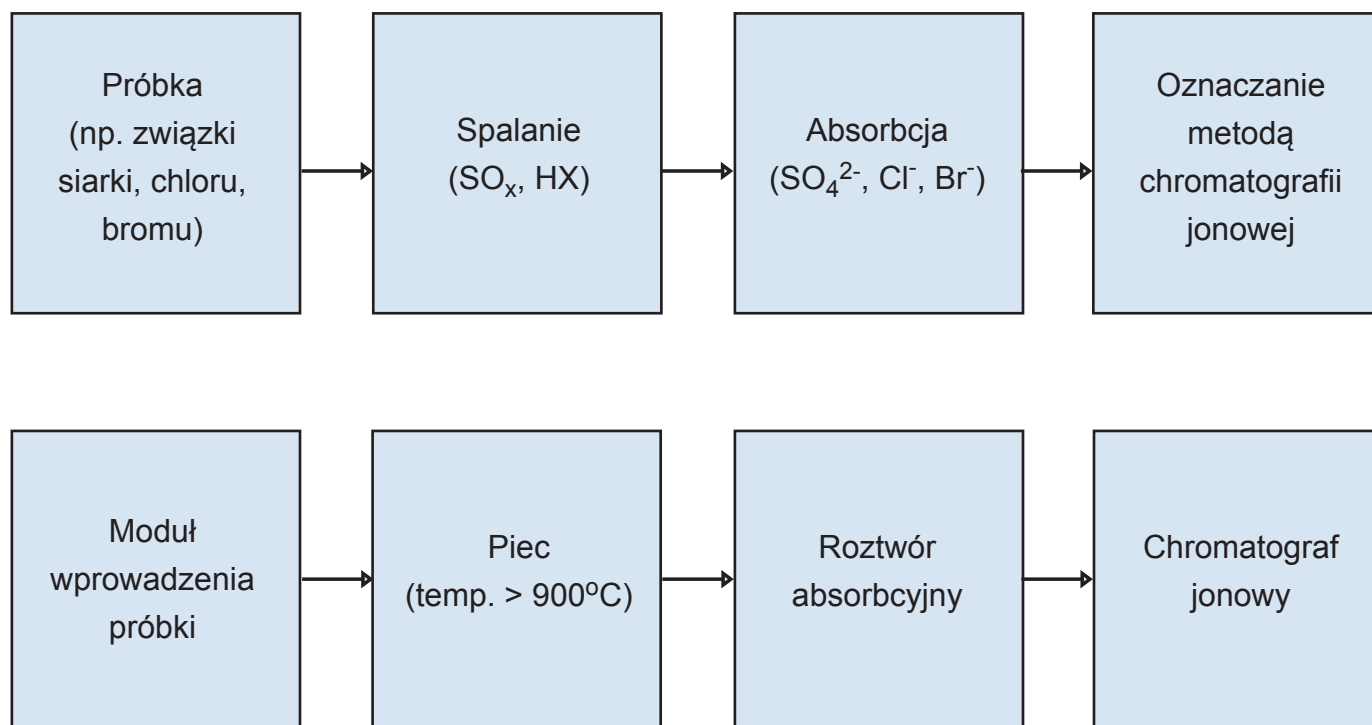 Próbka
(np. związki
siarki, chloru,
bromu)
Spalanie
(SOₓ, HX)
Absorbcja
(SO₄²⁻, Cl⁻, Br⁻)
Oznaczanie
metodą
chromatografii
jonowej
Moduł
wprowadzenia
próbki
Piec
(temp. > 900ºC)
Roztwór
absorbcyjny
Chromatograf
jonowy